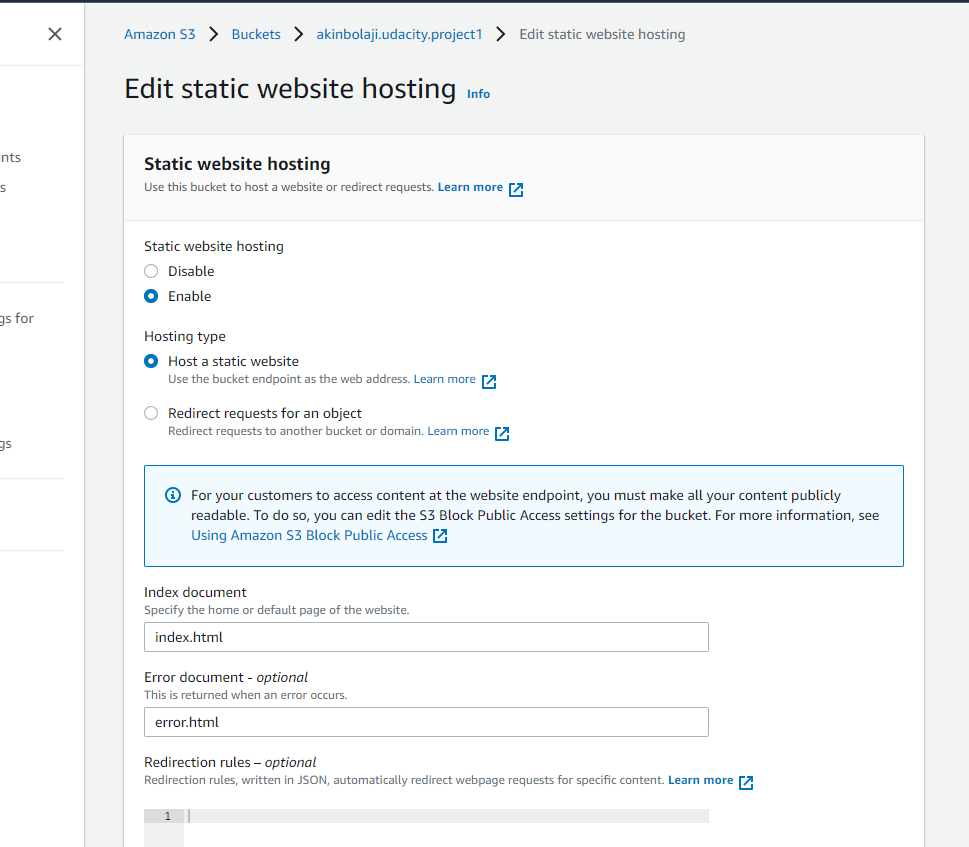 Amazon S3 > Buckets > akinbolaji.udacity.project1 > Edit static website hosting
Edit static website hosting Info
nts
s
gs for
gs
Static website hosting
Use this bucket to host a website or redirect requests. Learn more
Static website hosting
Disable
Enable
Hosting type
Host a static website
Use the bucket endpoint as the web address. Learn more
Redirect requests for an object
Redirect requests to another bucket or domain. Learn more
For your customers to access content at the website endpoint, you must make all your content publicly
readable. To do so, you can edit the S3 Block Public Access settings for the bucket. For more information, see
Using Amazon S3 Block Public Access
Index document
Specify the home or default page of the website.
index.html
Error document - optional
This is returned when an error occurs.
error.html
Redirection rules – optional
Redirection rules, written in JSON, automatically redirect webpage requests for specific content. Learn more
1